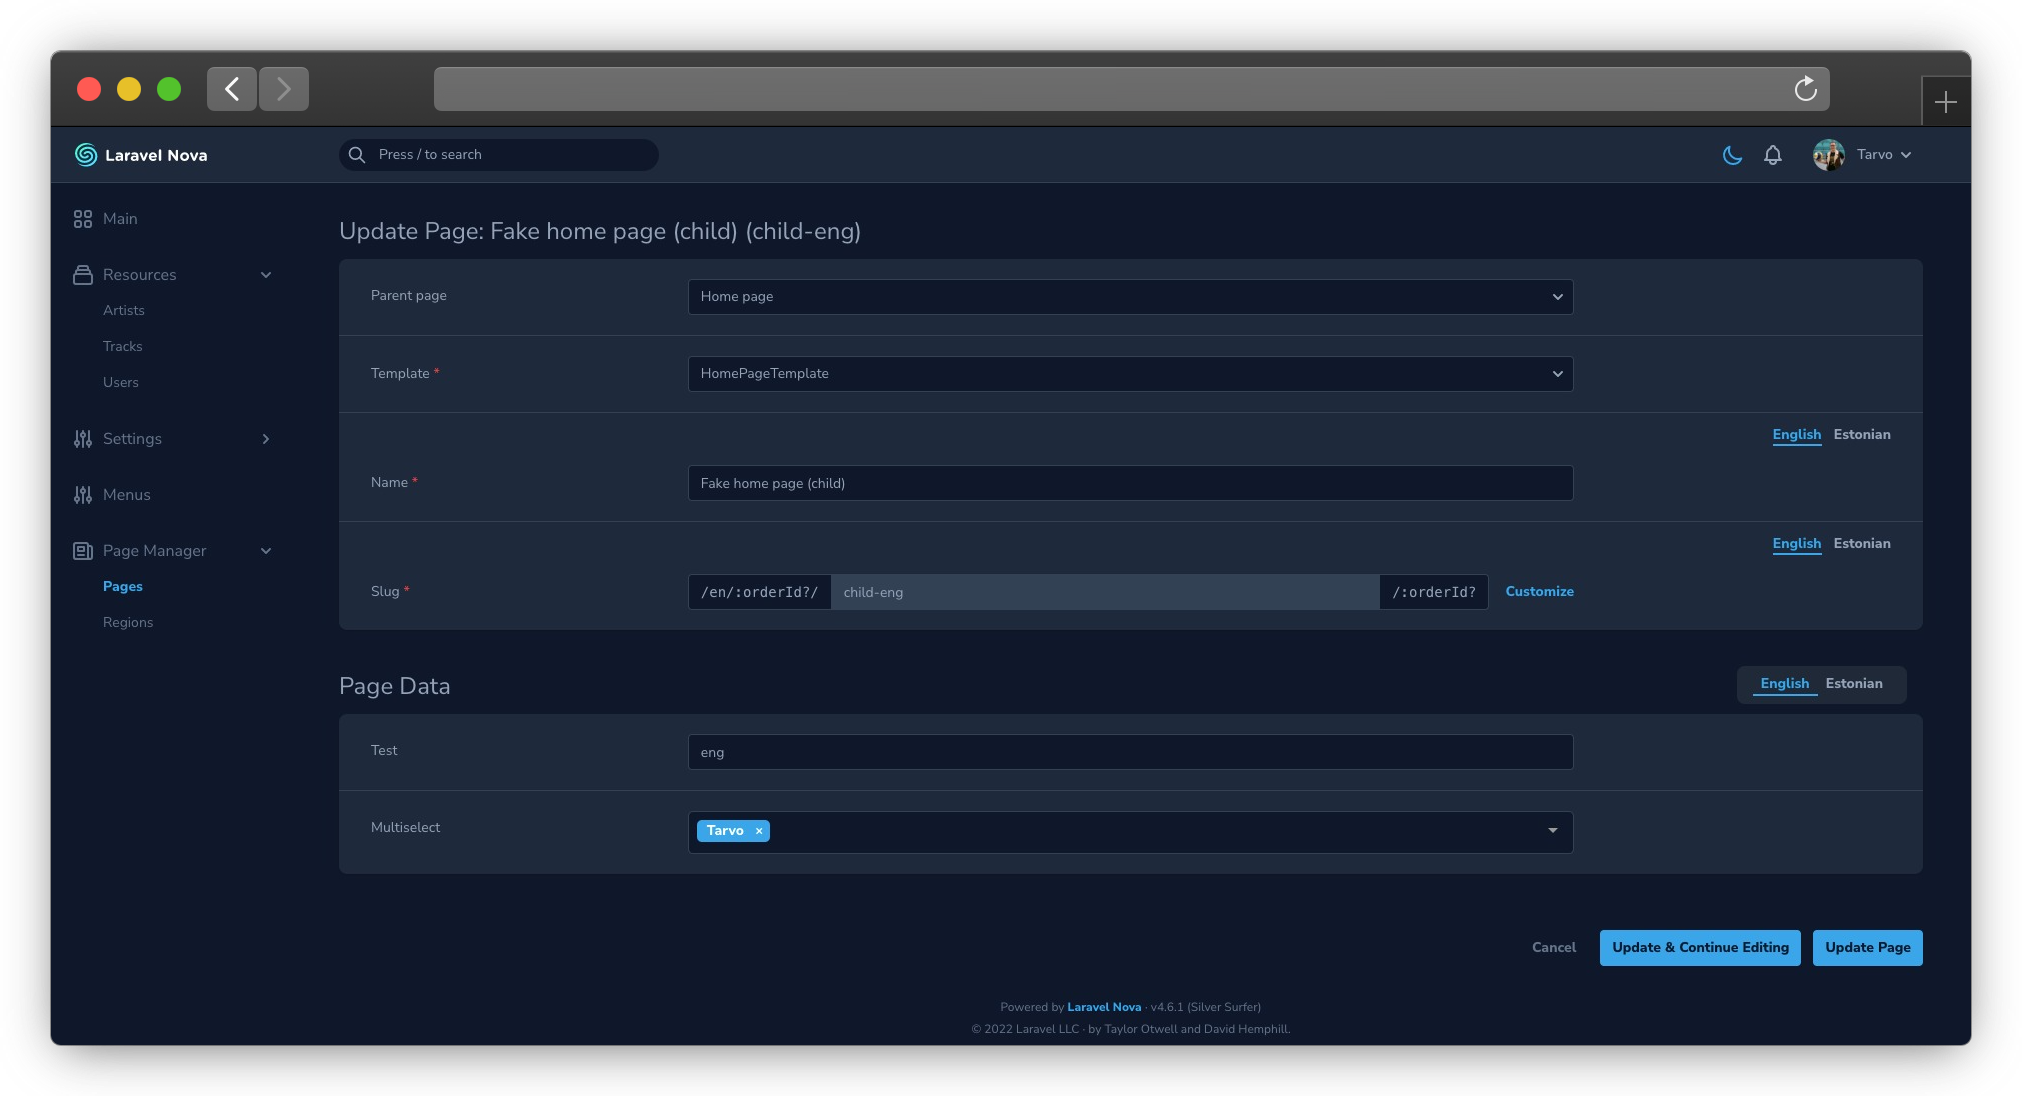 Laravel Nova
Press / to search
Tarvo
Main
Resources
Artists
Tracks
Users
Settings
Menus
Page Manager
Pages
Regions
Update Page: Fake home page (child) (child-eng)
Parent page
Home page
Template *
HomePageTemplate
English Estonian
Name *
Fake home page (child)
English Estonian
Slug *
/en/:orderId?/ child-eng /:orderId? Customize
Page Data
English Estonian
Test
eng
Multiselect
Tarvo ×
Cancel Update & Continue Editing Update Page
Powered by Laravel Nova · v4.6.1 (Silver Surfer)
© 2022 Laravel LLC · by Taylor Otwell and David Hemphill.